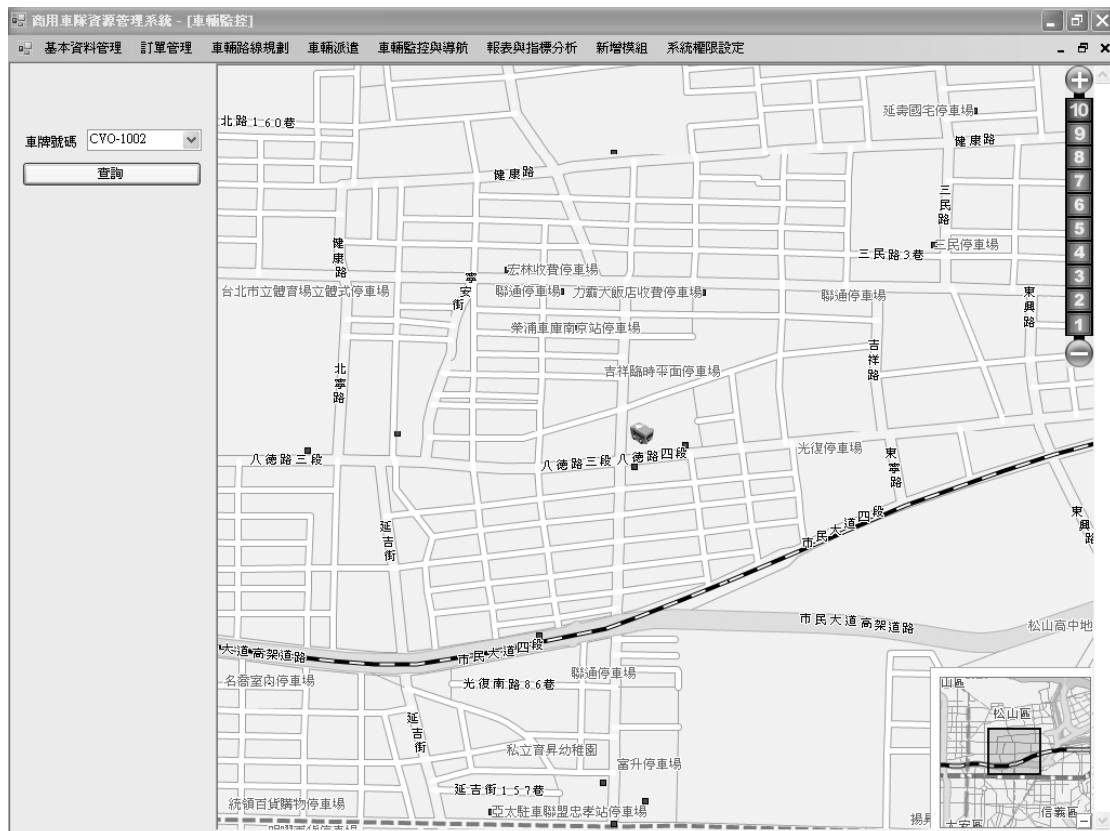 商用車隊資源管理系統 - [車輛監控]
基本資料管理 訂單管理 車輛路線規劃 車輛派遣 車輛監控與導航 報表與指標分析 新增模組 系統權限設定
車牌號碼 CVO-1002
查詢
延壽國宅停車場
北路160巷
健康路
健康路
三民路
三民停車場
三民路3巷
健康路
宏林收費停車場
寧安街
台北市立體育場立體式停車場
聯通停車場
力霸大飯店收費停車場
聯通停車場
東興路
榮浦車庫南京站停車場
吉祥路
吉祥臨時平面停車場
北寧路
八德路三段
八德路三段
八德路四段
光復停車場
東寧路
延吉街
市民大道四段
東興路
市民大道高架道路
松山高中地
大道高架道路
市民大道四段
名喬室內停車場
光復南路86巷
聯通停車場
延吉街
私立育昇幼稚園
富升停車場
延吉街157巷
統領百貨購物停車場
亞太駐車聯盟忠孝站停車場
10
9
8
7
6
5
4
3
2
1
山區
松山區
大安區
信義區